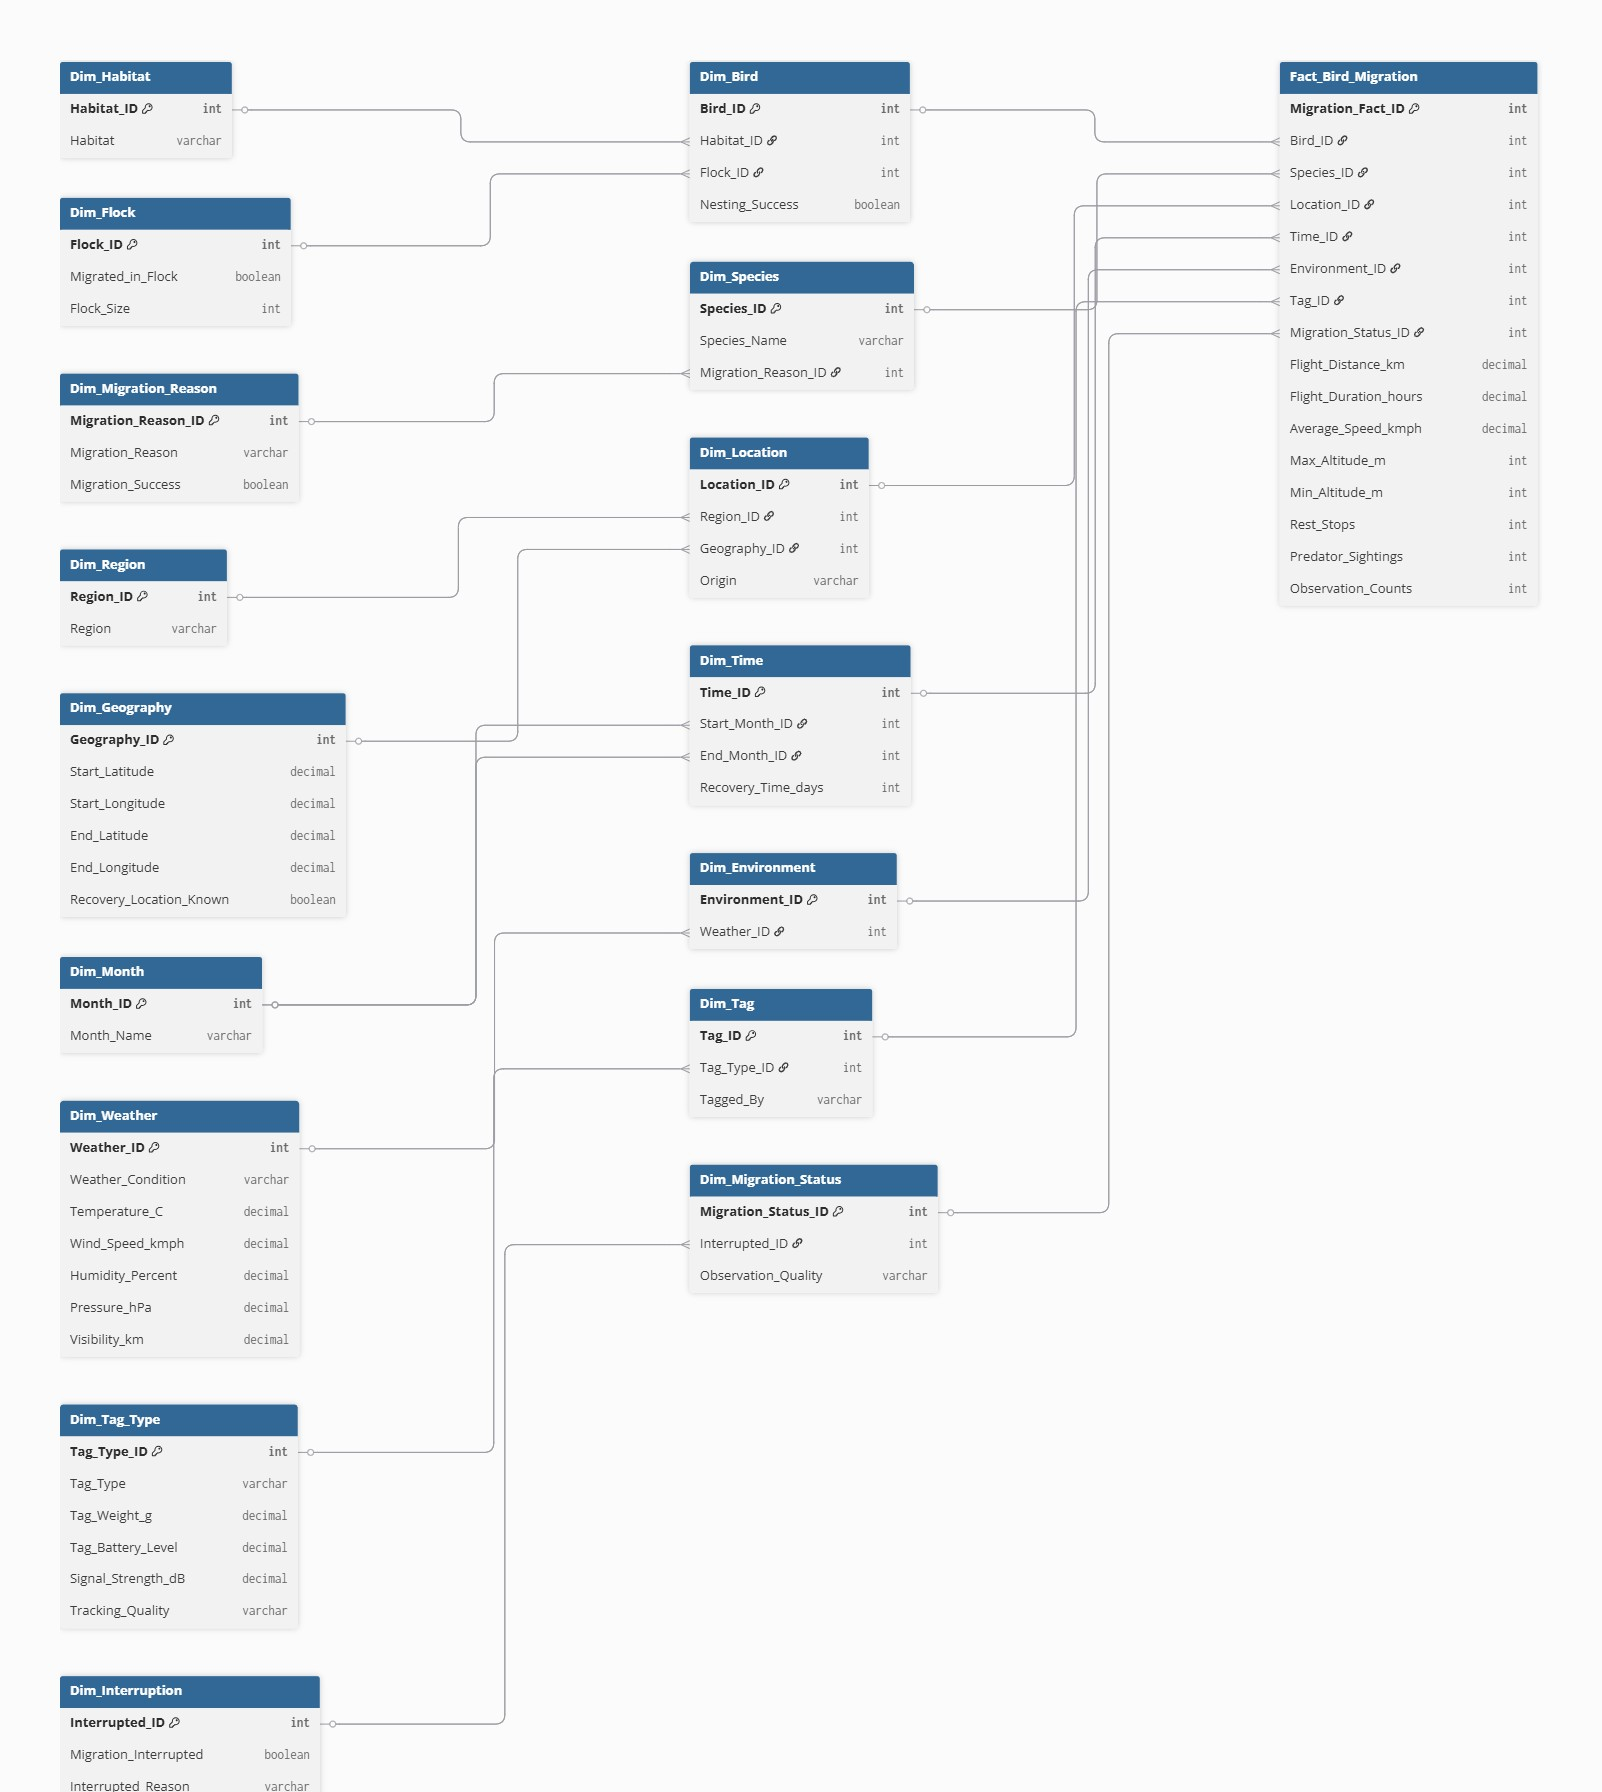 Dim_Habitat
Habitat_ID int
Habitat varchar
Dim_Flock
Flock_ID int
Migrated_in_Flock boolean
Flock_Size int
Dim_Migration_Reason
Migration_Reason_ID int
Migration_Reason varchar
Migration_Success boolean
Dim_Region
Region_ID int
Region varchar
Dim_Geography
Geography_ID int
Start_Latitude decimal
Start_Longitude decimal
End_Latitude decimal
End_Longitude decimal
Recovery_Location_Known boolean
Dim_Month
Month_ID int
Month_Name varchar
Dim_Weather
Weather_ID int
Weather_Condition varchar
Temperature_C decimal
Wind_Speed_kmph decimal
Humidity_Percent decimal
Pressure_hPa decimal
Visibility_km decimal
Dim_Tag_Type
Tag_Type_ID int
Tag_Type varchar
Tag_Weight_g decimal
Tag_Battery_Level decimal
Signal_Strength_dB decimal
Tracking_Quality varchar
Dim_Interruption
Interrupted_ID int
Migration_Interrupted boolean
Interrupted_Reason varchar
Dim_Bird
Bird_ID int
Habitat_ID int
Flock_ID int
Nesting_Success boolean
Dim_Species
Species_ID int
Species_Name varchar
Migration_Reason_ID int
Dim_Location
Location_ID int
Region_ID int
Geography_ID int
Origin varchar
Dim_Time
Time_ID int
Start_Month_ID int
End_Month_ID int
Recovery_Time_days int
Dim_Environment
Environment_ID int
Weather_ID int
Dim_Tag
Tag_ID int
Tag_Type_ID int
Tagged_By varchar
Dim_Migration_Status
Migration_Status_ID int
Interrupted_ID int
Observation_Quality varchar
Fact_Bird_Migration
Migration_Fact_ID int
Bird_ID int
Species_ID int
Location_ID int
Time_ID int
Environment_ID int
Tag_ID int
Migration_Status_ID int
Flight_Distance_km decimal
Flight_Duration_hours decimal
Average_Speed_kmph decimal
Max_Altitude_m int
Min_Altitude_m int
Rest_Stops int
Predator_Sightings int
Observation_Counts int